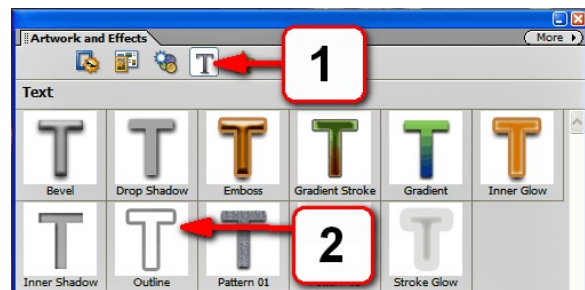 Artwork and Effects
More
T
1
Text
T T T T T T
Bevel Drop Shadow Emboss Gradient Stroke Gradient Inner Glow
T T T T
2
Inner Shadow Outline Pattern 01 Stroke Glow